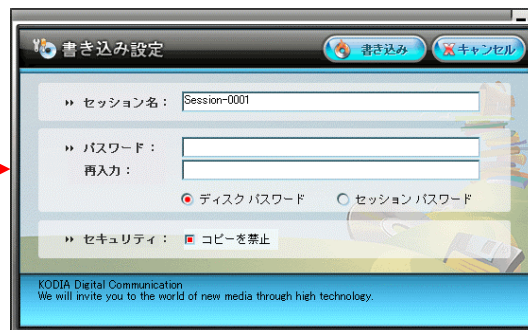 書き込み設定 書き込み キャンセル
セッション名： Session-0001
パスワード：
再入力：
ディスクパスワード セッションパスワード
セキュリティ： コピーを禁止
KODIA Digital Communication
We will invite you to the world of new media through high technology.